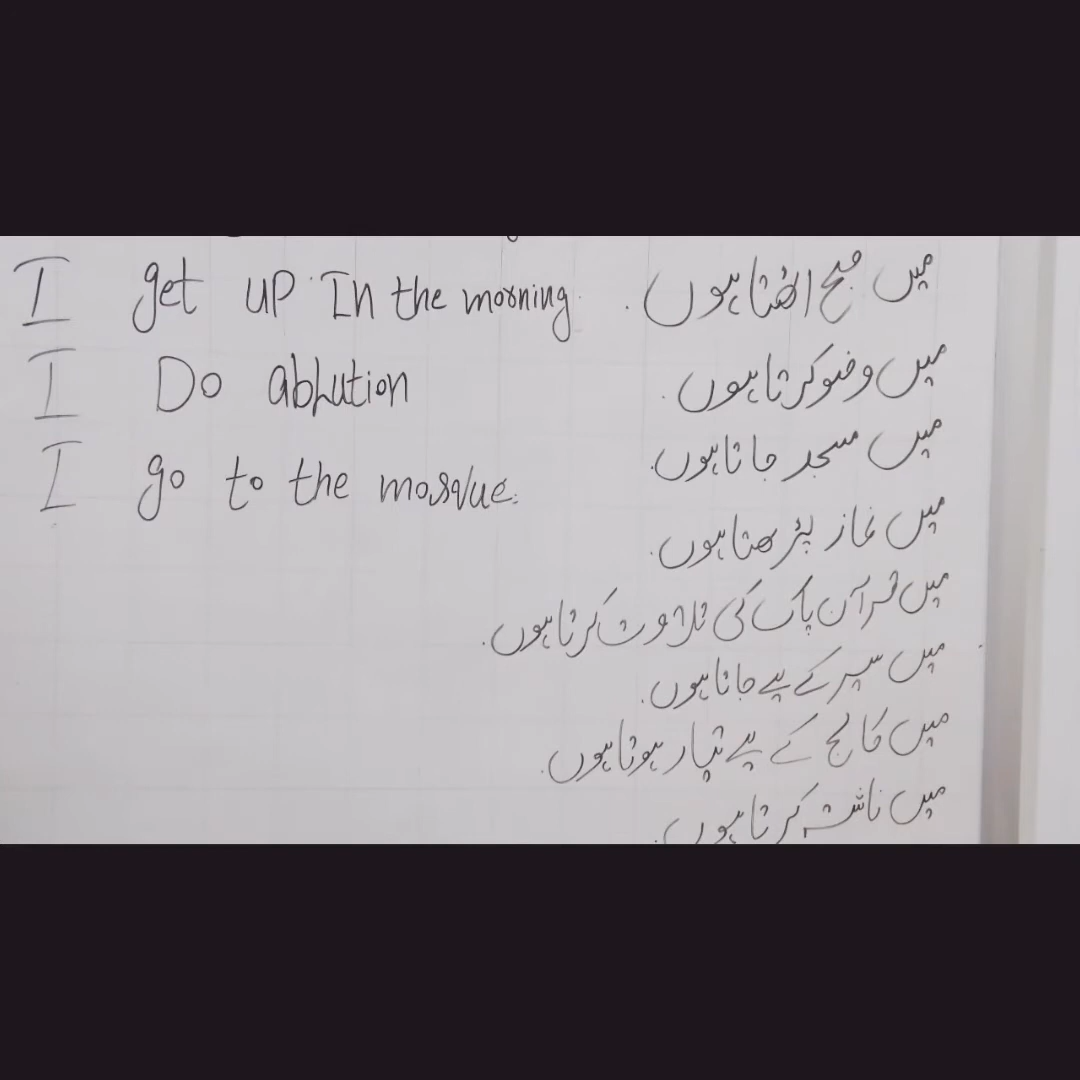 I get up In the morning. میں صبح اٹھتا ہوں.
I Do ablution میں وضو کرتا ہوں.
I go to the mosque. میں مسجد جاتا ہوں.
میں نماز پڑھتا ہوں.
میں قرآن پاک کی تلاوت کرتا ہوں.
میں سیر کے لیے جاتا ہوں.
میں کالج کے لیے تیار ہوتا ہوں.
میں ناشتہ کرتا ہوں.